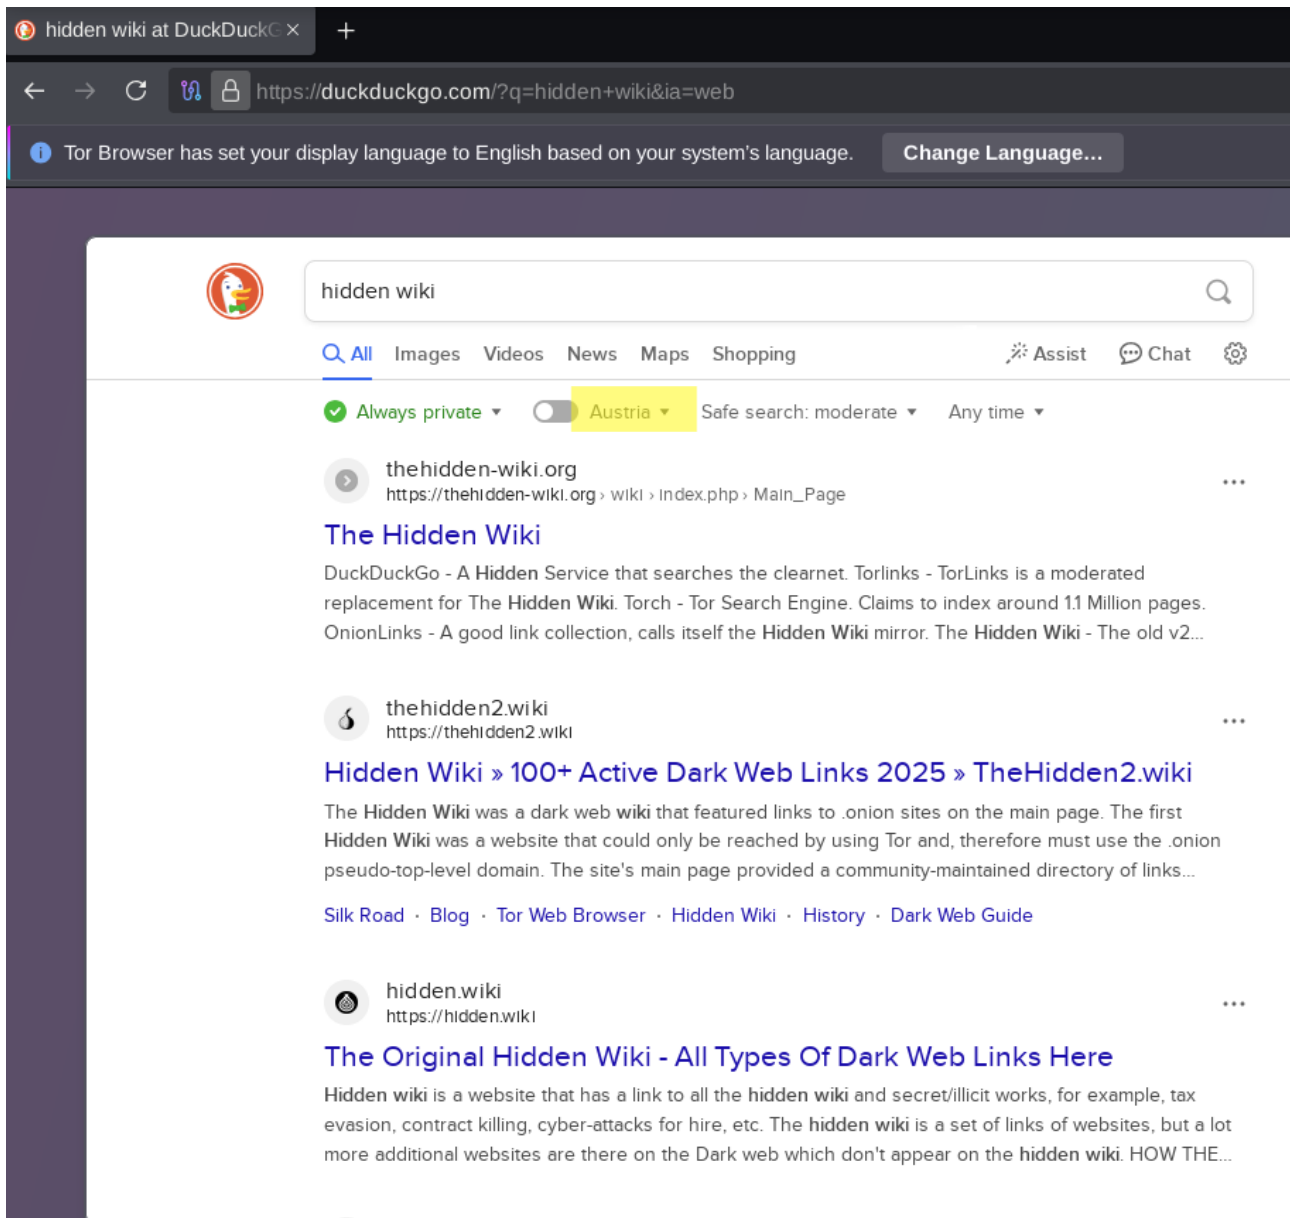 hidden wiki at DuckDuckG
https://duckduckgo.com/?q=hidden+wiki&ia=web
Tor Browser has set your display language to English based on your system's language. Change Language...
hidden wiki
All Images Videos News Maps Shopping Assist Chat
Always private Austria Safe search: moderate Any time
thehidden-wiki.org
https://thehidden-wiki.org › wiki › index.php › Main_Page
The Hidden Wiki
DuckDuckGo - A Hidden Service that searches the clearnet. Torlinks - TorLinks is a moderated
replacement for The Hidden Wiki. Torch - Tor Search Engine. Claims to index around 1.1 Million pages.
OnionLinks - A good link collection, calls itself the Hidden Wiki mirror. The Hidden Wiki - The old v2...
thehidden2.wiki
https://thehidden2.wiki
Hidden Wiki » 100+ Active Dark Web Links 2025 » TheHidden2.wiki
The Hidden Wiki was a dark web wiki that featured links to .onion sites on the main page. The first
Hidden Wiki was a website that could only be reached by using Tor and, therefore must use the .onion
pseudo-top-level domain. The site's main page provided a community-maintained directory of links...
Silk Road · Blog · Tor Web Browser · Hidden Wiki · History · Dark Web Guide
hidden.wiki
https://hidden.wiki
The Original Hidden Wiki - All Types Of Dark Web Links Here
Hidden wiki is a website that has a link to all the hidden wiki and secret/illicit works, for example, tax
evasion, contract killing, cyber-attacks for hire, etc. The hidden wiki is a set of links of websites, but a lot
more additional websites are there on the Dark web which don't appear on the hidden wiki. HOW THE...